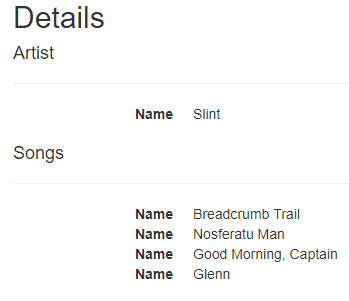 Details
Artist
Name Slint
Songs
Name Breadcrumb Trail
Name Nosferatu Man
Name Good Morning, Captain
Name Glenn